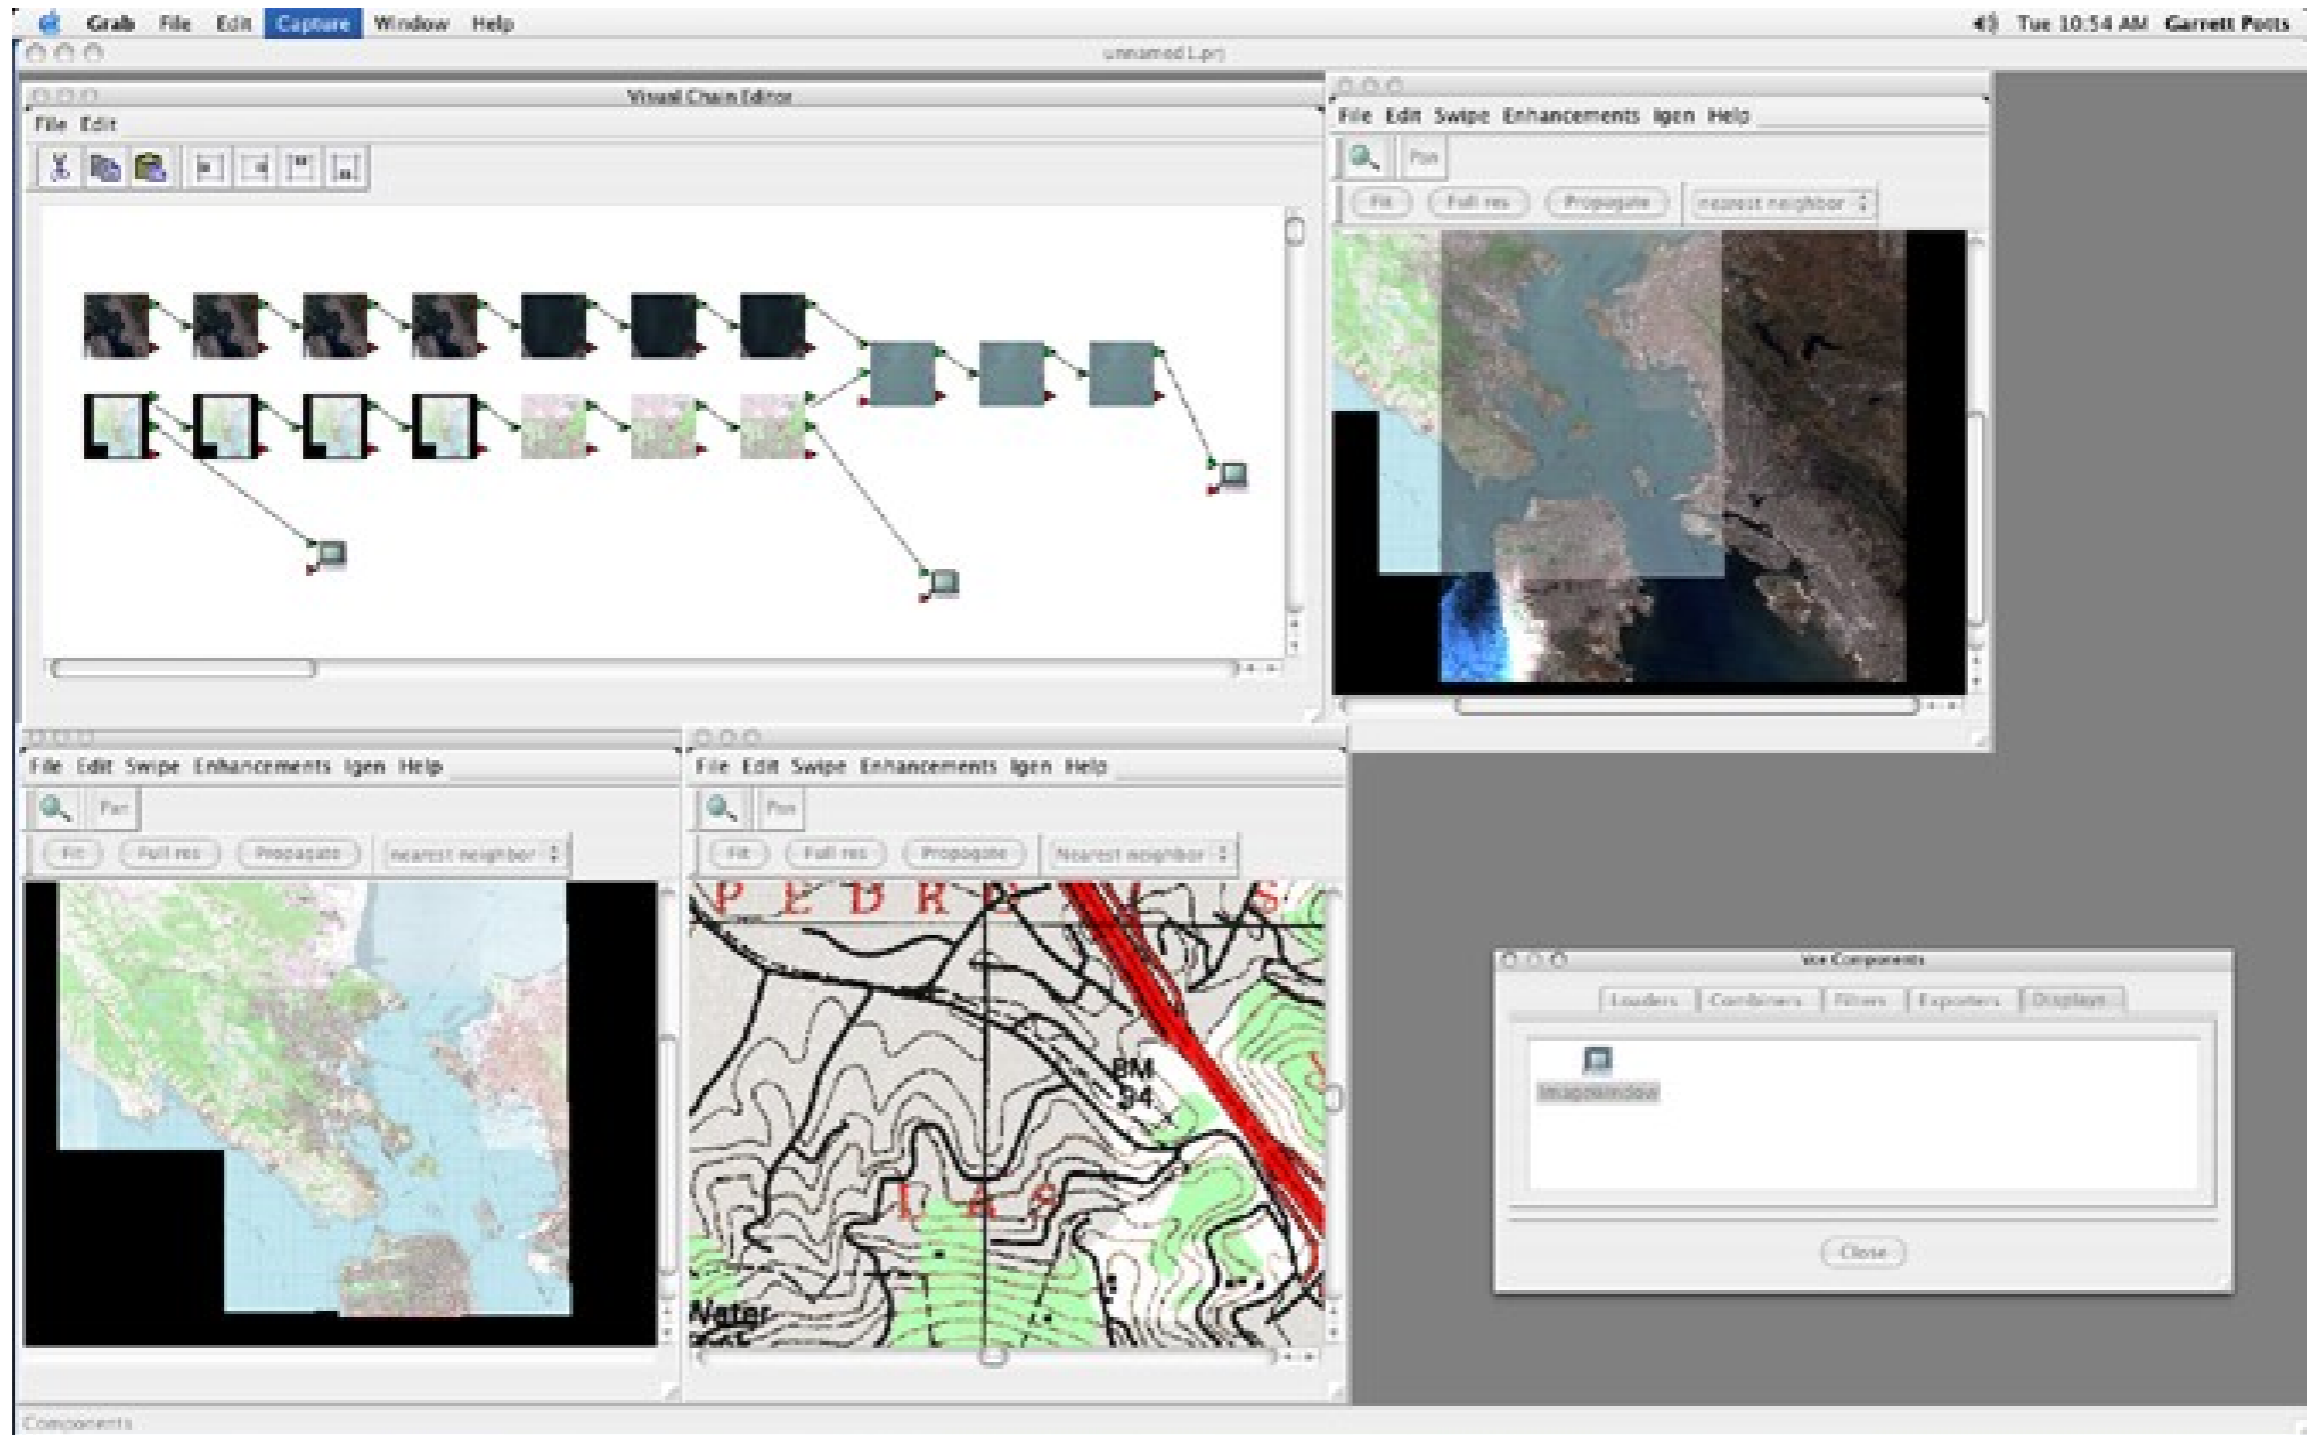 Grab File Edit Capture Window Help
Tue 10:54 AM Garrett Potts
unnamed1.prj
Visual Chain Editor
File Edit
File Edit Swipe Enhancements Igen Help
Pan
Fit Full res Propagate nearest neighbor
File Edit Swipe Enhancements Igen Help
Pan
Fit Full res Propagate nearest neighbor
File Edit Swipe Enhancements Igen Help
Pan
Fit Full res Propagate Nearest neighbor
P E D R S
BM
94
L A S
Water
Vce Components
Loaders Combiners Filters Exporters Displays
ImageWindow
Close
Components